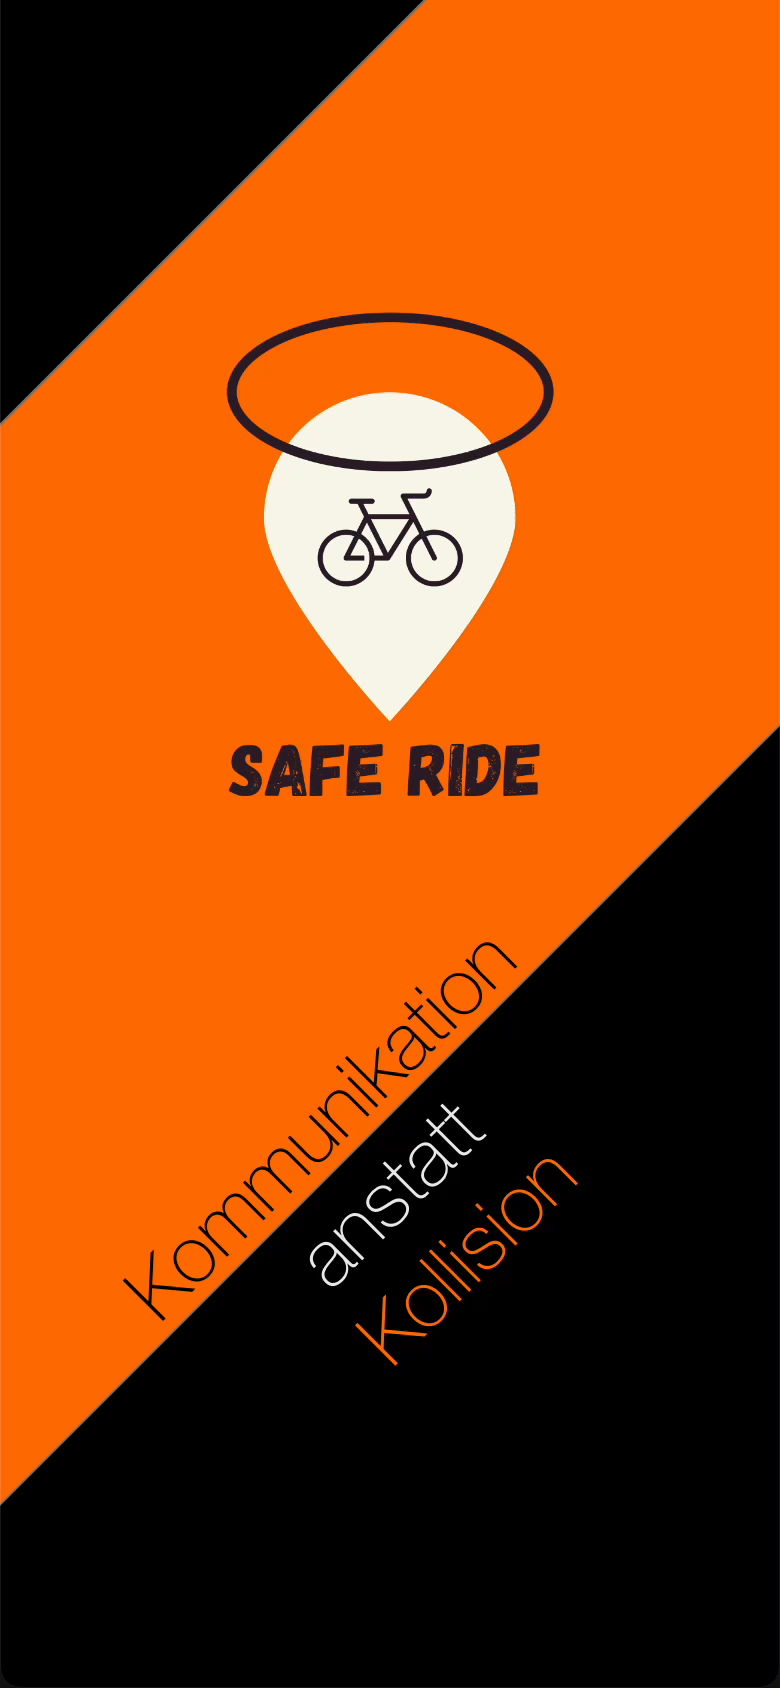 SAFE RIDE
Kommunikation
anstatt
Kollision